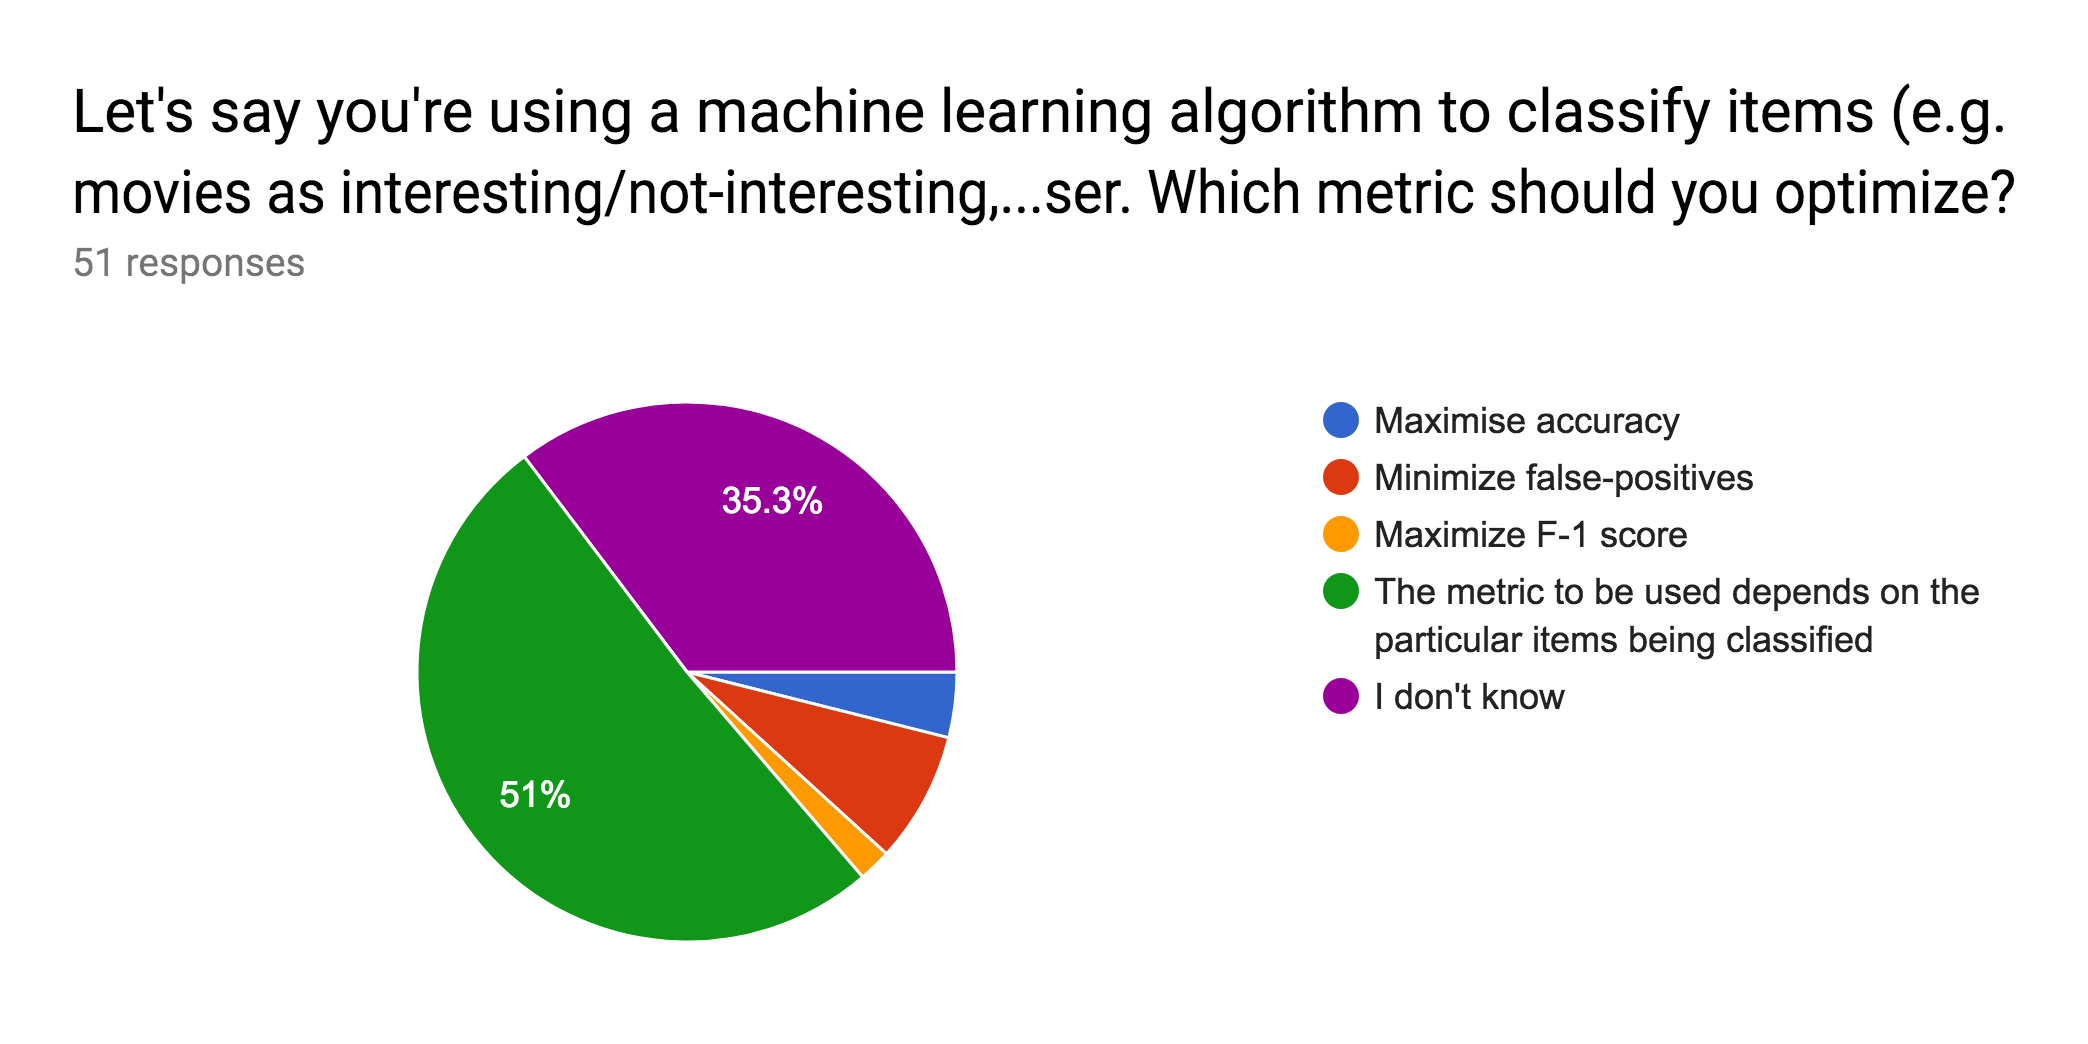 Let's say you're using a machine learning algorithm to classify items (e.g.
movies as interesting/not-interesting,...ser. Which metric should you optimize?
51 responses
35.3%
51%
Maximise accuracy
Minimize false-positives
Maximize F-1 score
The metric to be used depends on the
particular items being classified
I don't know